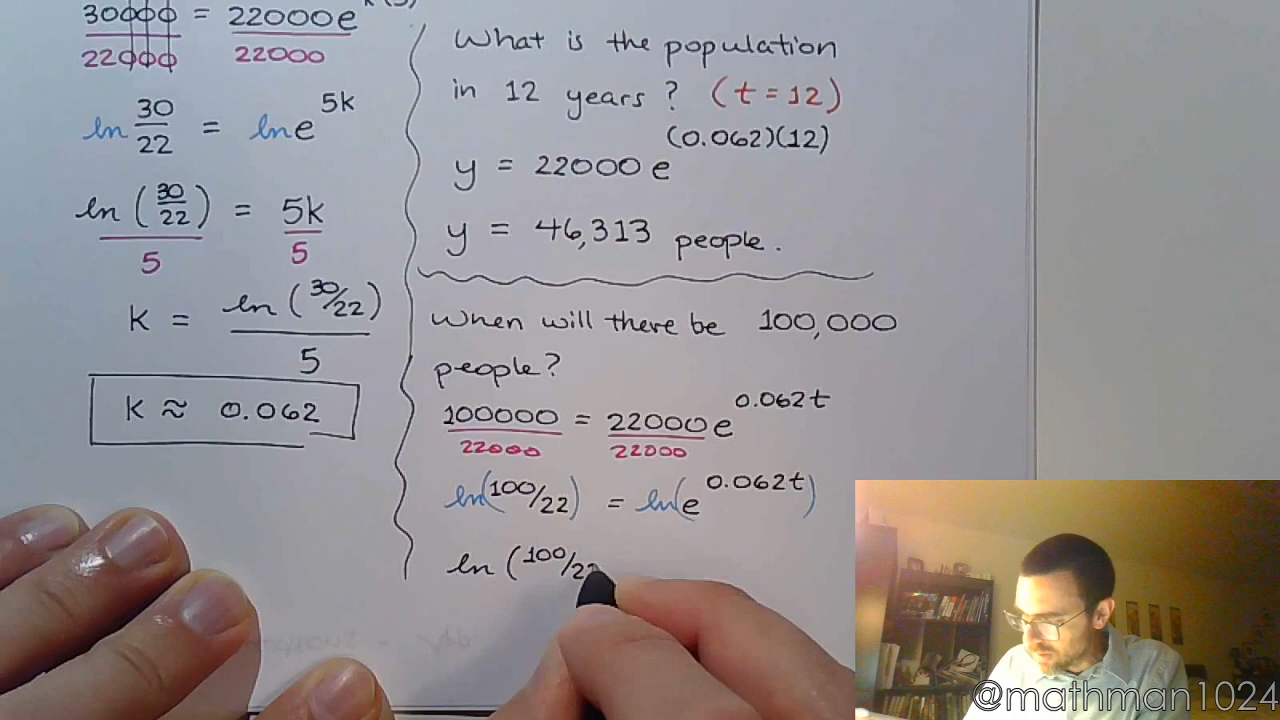 30000 = 22000e
22000 22000
ln 30/22 = ln e^5k
ln (30/22) = 5k
5 5
k = ln (30/22)
5
k ≈ 0.062
What is the population
in 12 years? (t = 12)
y = 22000 e^(0.062)(12)
y = 46,313 people.
When will there be 100,000
people?
100000 = 22000 e^0.062t
22000 22000
ln(100/22) = ln(e^0.062t)
ln (100/22
@mathman1024